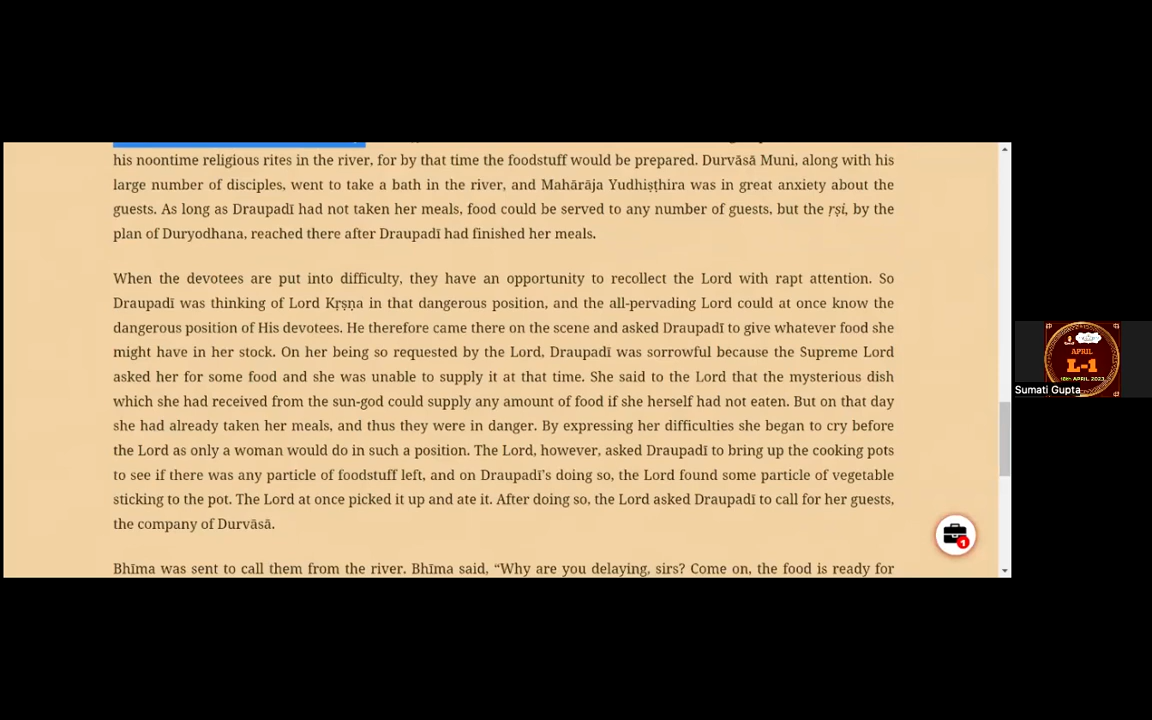 his noontime religious rites in the river, for by that time the foodstuff would be prepared. Durvāsā Muni, along with his
large number of disciples, went to take a bath in the river, and Mahārāja Yudhiṣṭhira was in great anxiety about the
guests. As long as Draupadī had not taken her meals, food could be served to any number of guests, but the ṛṣi, by the
plan of Duryodhana, reached there after Draupadī had finished her meals.
When the devotees are put into difficulty, they have an opportunity to recollect the Lord with rapt attention. So
Draupadī was thinking of Lord Kṛṣṇa in that dangerous position, and the all-pervading Lord could at once know the
dangerous position of His devotees. He therefore came there on the scene and asked Draupadī to give whatever food she
might have in her stock. On her being so requested by the Lord, Draupadī was sorrowful because the Supreme Lord
asked her for some food and she was unable to supply it at that time. She said to the Lord that the mysterious dish
which she had received from the sun-god could supply any amount of food if she herself had not eaten. But on that day
she had already taken her meals, and thus they were in danger. By expressing her difficulties she began to cry before
the Lord as only a woman would do in such a position. The Lord, however, asked Draupadī to bring up the cooking pots
to see if there was any particle of foodstuff left, and on Draupadī's doing so, the Lord found some particle of vegetable
sticking to the pot. The Lord at once picked it up and ate it. After doing so, the Lord asked Draupadī to call for her guests,
the company of Durvāsā.
Bhīma was sent to call them from the river. Bhīma said, “Why are you delaying, sirs? Come on, the food is ready for
1
APRIL
L-1
18th APRIL 2023
Sumati Gupta